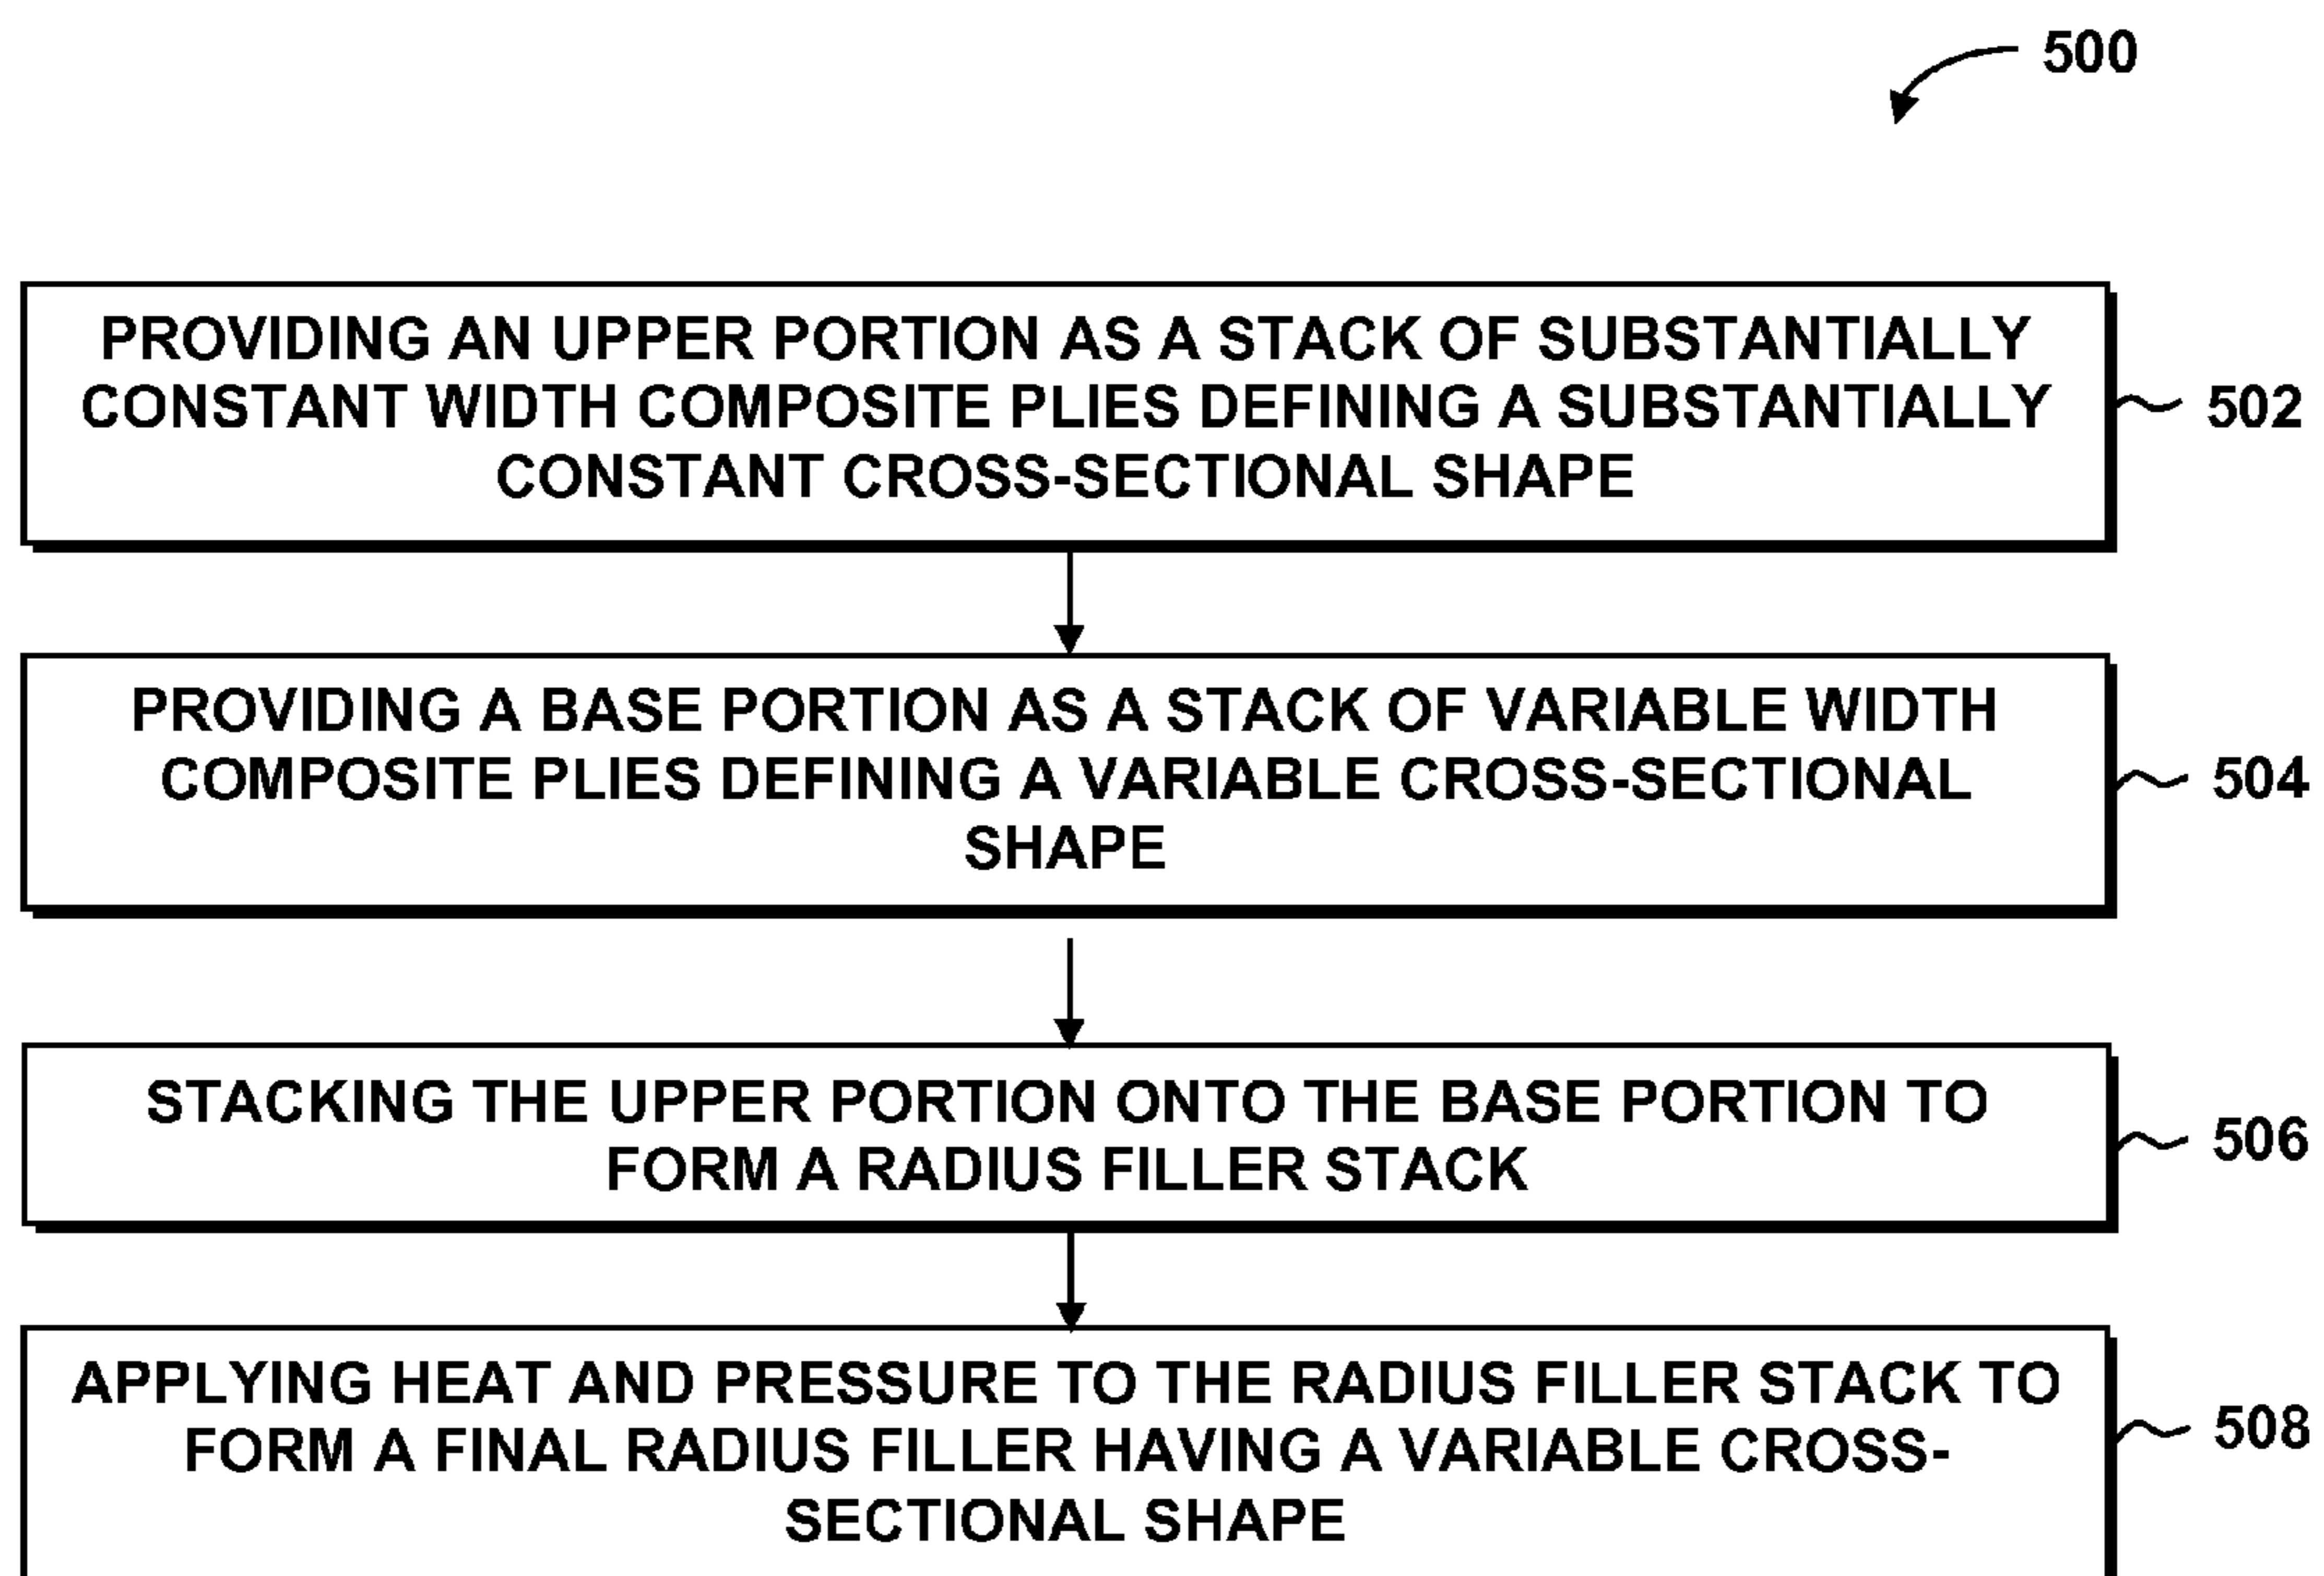 500
PROVIDING AN UPPER PORTION AS A STACK OF SUBSTANTIALLY
CONSTANT WIDTH COMPOSITE PLIES DEFINING A SUBSTANTIALLY
CONSTANT CROSS-SECTIONAL SHAPE
502
PROVIDING A BASE PORTION AS A STACK OF VARIABLE WIDTH
COMPOSITE PLIES DEFINING A VARIABLE CROSS-SECTIONAL
SHAPE
504
STACKING THE UPPER PORTION ONTO THE BASE PORTION TO
FORM A RADIUS FILLER STACK
506
APPLYING HEAT AND PRESSURE TO THE RADIUS FILLER STACK TO
FORM A FINAL RADIUS FILLER HAVING A VARIABLE CROSS-
SECTIONAL SHAPE
508